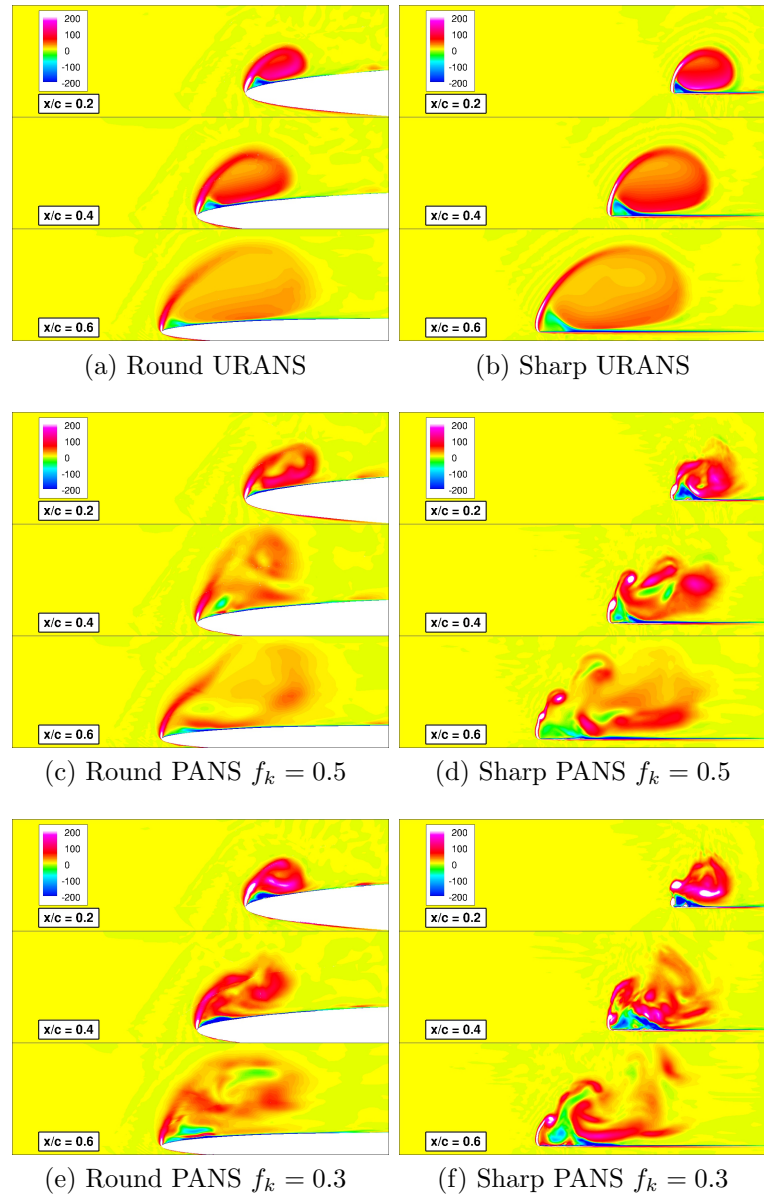 200
100
0
-100
-200
x/c = 0.2
x/c = 0.4
x/c = 0.6
(a) Round URANS
200
100
0
-100
-200
x/c = 0.2
x/c = 0.4
x/c = 0.6
(b) Sharp URANS
200
100
0
-100
-200
x/c = 0.2
x/c = 0.4
x/c = 0.6
(c) Round PANS $f_k = 0.5$
200
100
0
-100
-200
x/c = 0.2
x/c = 0.4
x/c = 0.6
(d) Sharp PANS $f_k = 0.5$
200
100
0
-100
-200
x/c = 0.2
x/c = 0.4
x/c = 0.6
(e) Round PANS $f_k = 0.3$
200
100
0
-100
-200
x/c = 0.2
x/c = 0.4
x/c = 0.6
(f) Sharp PANS $f_k = 0.3$